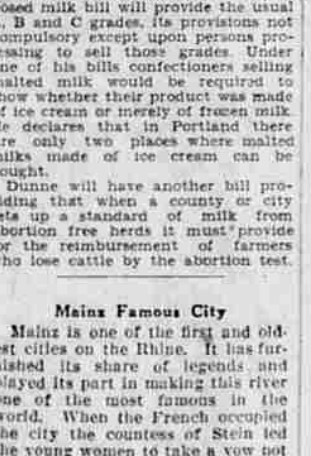 posed milk bill will provide the usual
A, B and C grades, its provisions not
compulsory except upon persons pro-
fessing to sell those grades. Under
one of his bills confectioners selling
malted milk would be required to
show whether their product was made
of ice cream or merely of frozen milk.
He declares that in Portland there
are only two places where malted
milks made of ice cream can be
bought.
Dunne will have another bill pro-
viding that when a county or city
sets up a standard of milk from
abortion free herds it must provide
for the reimbursement of farmers
who lose cattle by the abortion test.
Mainz Famous City
Mainz is one of the first and old-
est cities on the Rhine. It has fur-
nished its share of legends and
played its part in making this river
one of the most famous in the
world. When the French occupied
the city the countess of Stein led
the young women to take a vow not